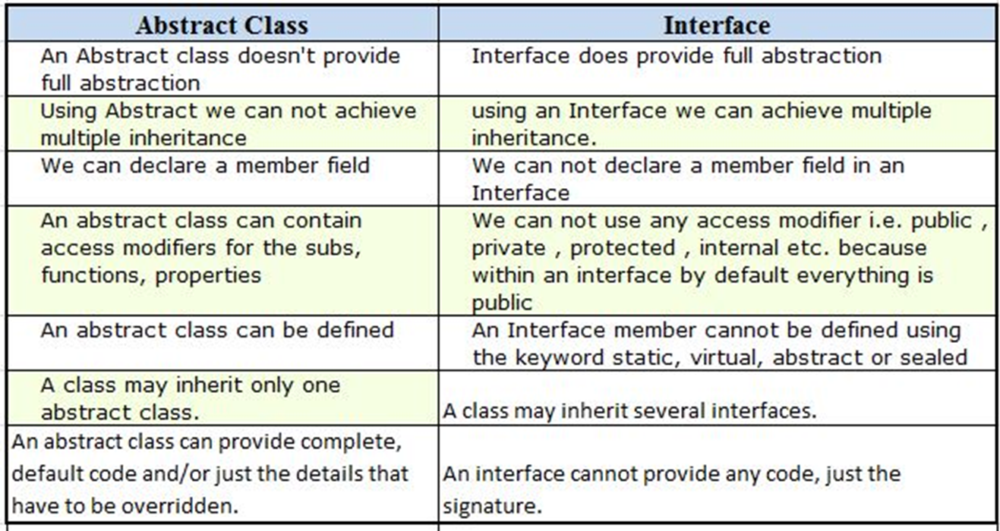 Abstract Class
Interface
An Abstract class doesn't provide
full abstraction
Interface does provide full abstraction
Using Abstract we can not achieve
multiple inheritance
using an Interface we can achieve multiple
inheritance.
We can declare a member field
We can not declare a member field in an
Interface
An abstract class can contain
access modifiers for the subs,
functions, properties
We can not use any access modifier i.e. public ,
private , protected , internal etc. because
within an interface by default everything is
public
An abstract class can be defined
An Interface member cannot be defined using
the keyword static, virtual, abstract or sealed
A class may inherit only one
abstract class.
A class may inherit several interfaces.
An abstract class can provide complete,
default code and/or just the details that
have to be overridden.
An interface cannot provide any code, just the
signature.